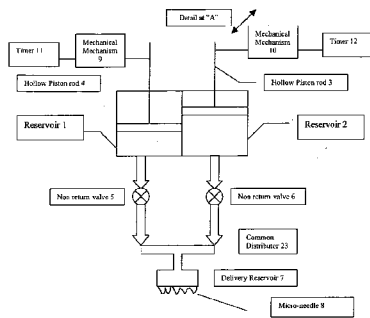 Detail at "A"
Timer 11
Mechanical
Mechanism
9
Mechanical
Mechanism
10
Timer 12
Hollow Piston rod 4
Hollow Piston rod 3
Reservoir 1
Reservoir 2
Non return valve 5
Non return valve 6
Common
Distributer 23
Delivery Reservoir 7
Micro-needle 8